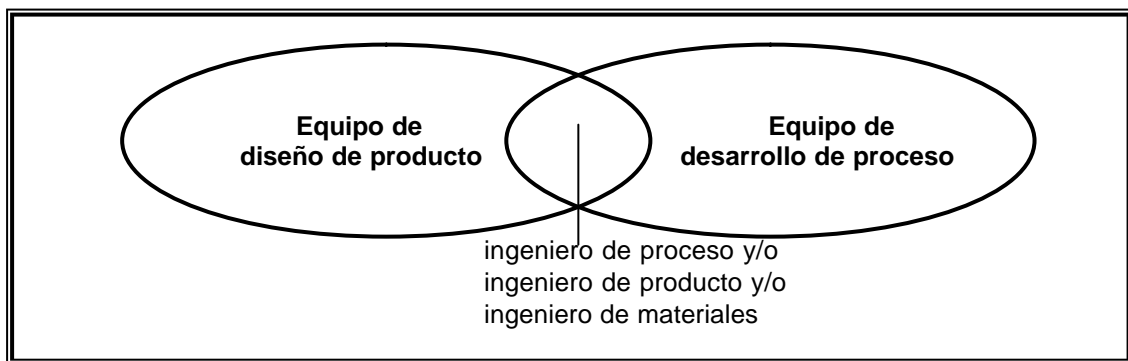 Equipo de
diseño de producto
Equipo de
desarrollo de proceso
ingeniero de proceso y/o
ingeniero de producto y/o
ingeniero de materiales